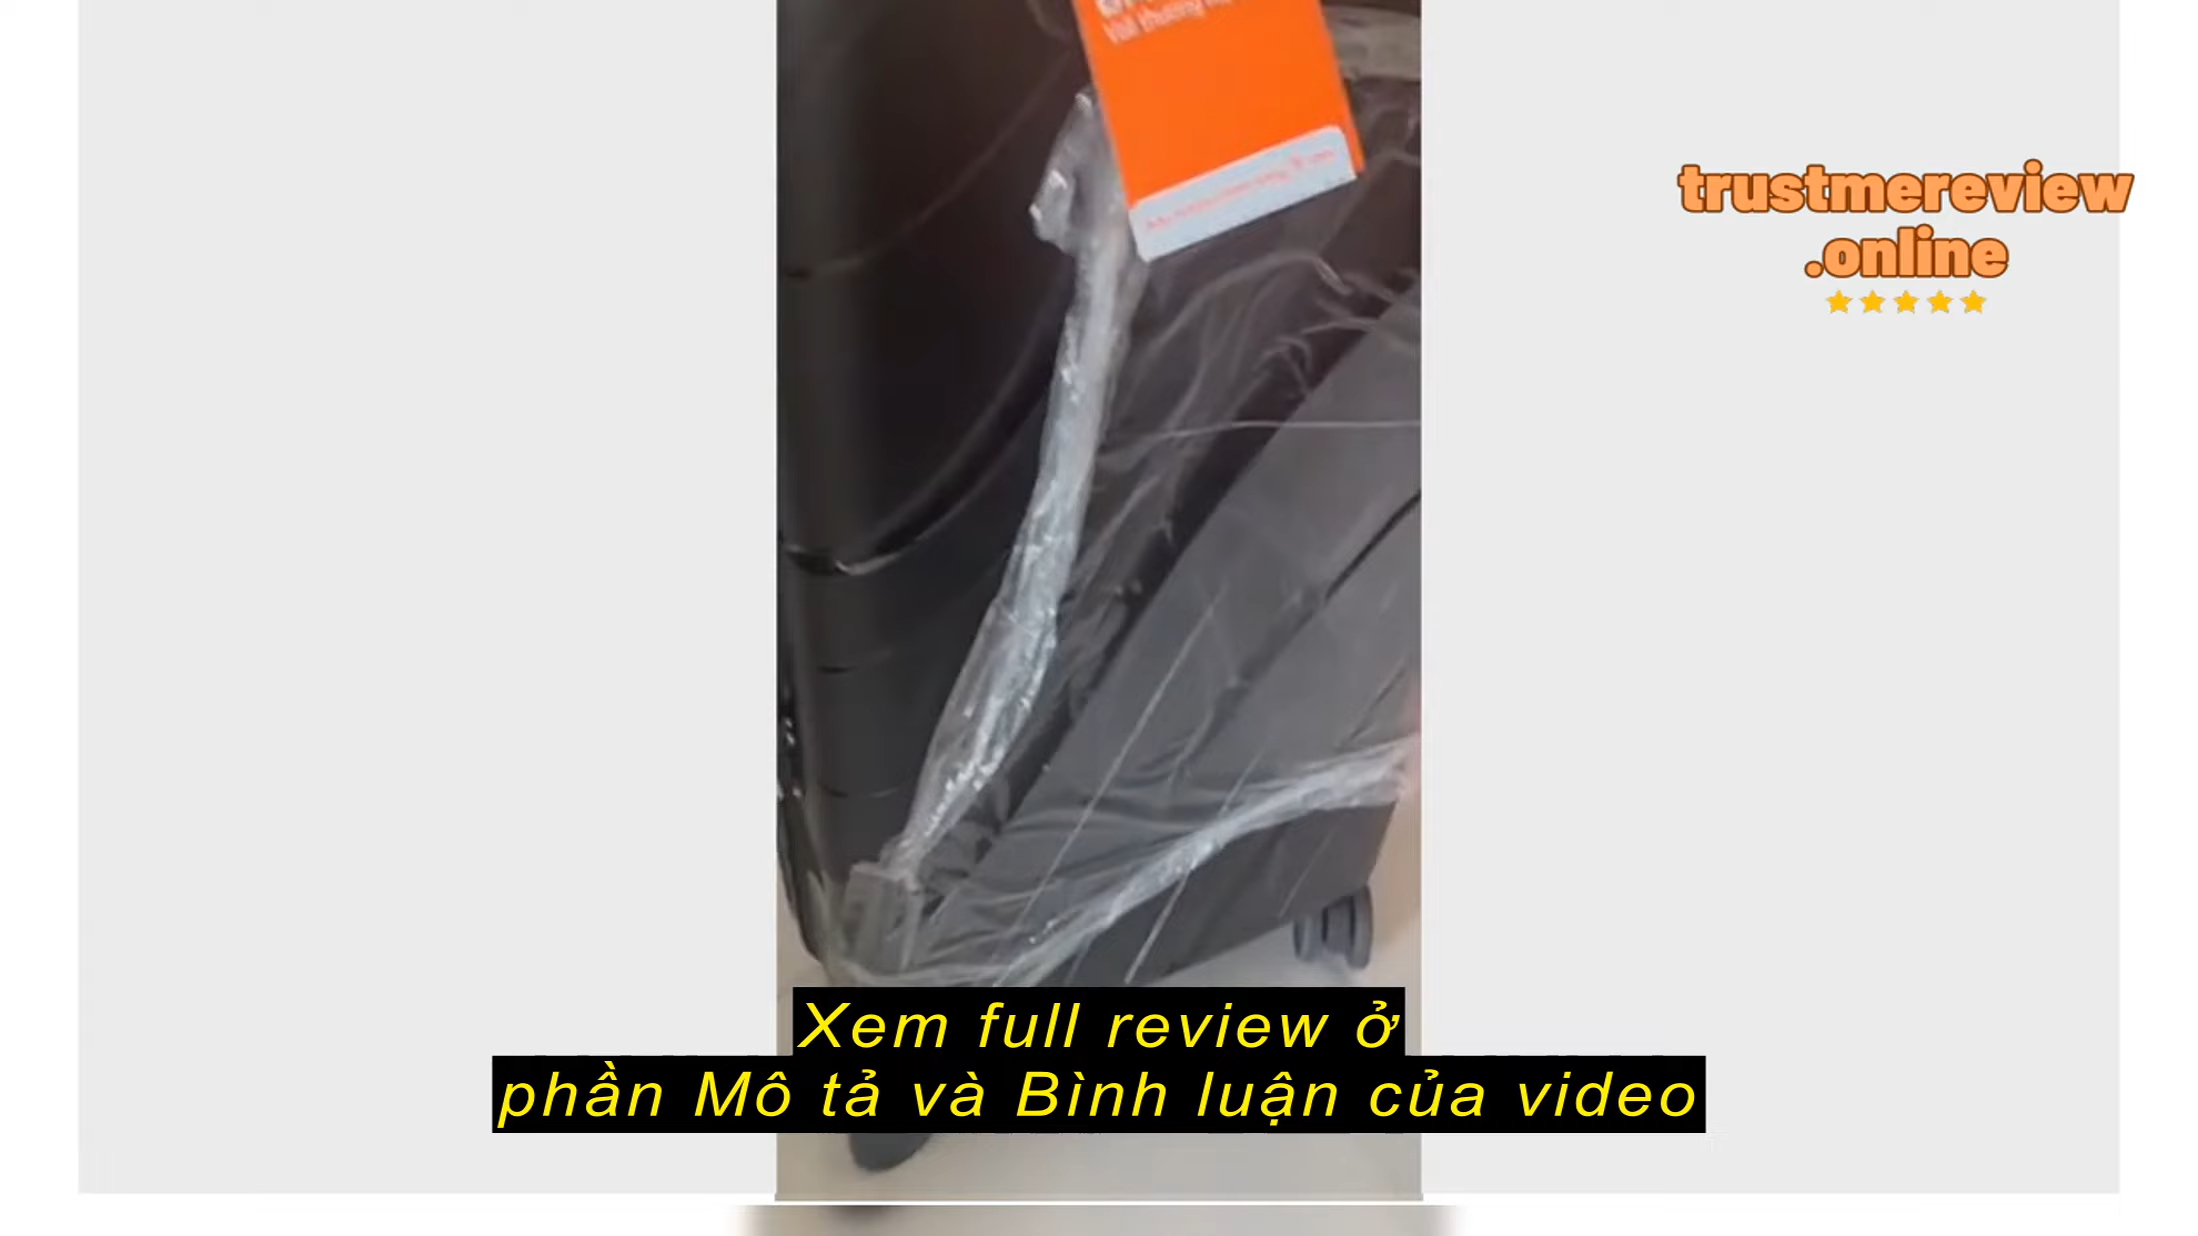 trustmereview
.online
Xem full review ở
phần Mô tả và Bình luận của video